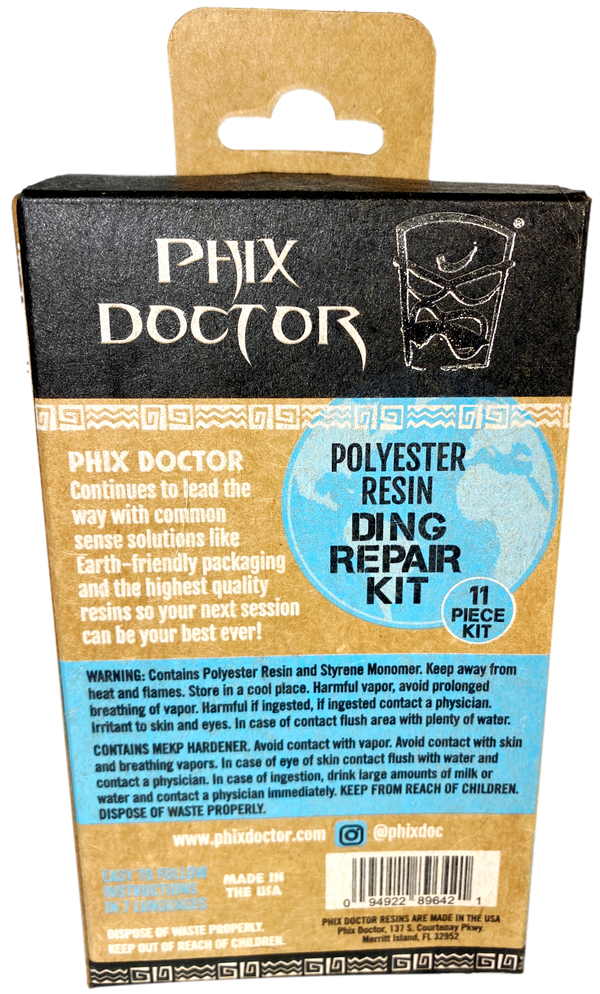 PHIX
DOCTOR
®
PHIX DOCTOR
Continues to lead the
way with common
sense solutions like
Earth-friendly packaging
and the highest quality
resins so your next session
can be your best ever!
POLYESTER
RESIN
DING
REPAIR
KIT
11
PIECE
KIT
WARNING: Contains Polyester Resin and Styrene Monomer. Keep away from
heat and flames. Store in a cool place. Harmful vapor, avoid prolonged
breathing of vapor. Harmful if ingested, if ingested contact a physician.
Irritant to skin and eyes. In case of contact flush area with plenty of water.
CONTAINS MEKP HARDENER. Avoid contact with vapor. Avoid contact with skin
and breathing vapors. In case of eye of skin contact flush with water and
contact a physician. In case of ingestion, drink large amounts of milk or
water and contact a physician immediately. KEEP FROM REACH OF CHILDREN.
DISPOSE OF WASTE PROPERLY.
www.phixdoctor.com @phixdoc
EASY TO FOLLOW
INSTRUCTIONS
IN 7 LANGUAGES
MADE IN
THE USA
DISPOSE OF WASTE PROPERLY.
KEEP OUT OF REACH OF CHILDREN.
0 94922 89642 1
PHIX DOCTOR RESINS ARE MADE IN THE USA
Phix Doctor, 137 S. Courtenay Pkwy.
Merritt Island, FL 32952